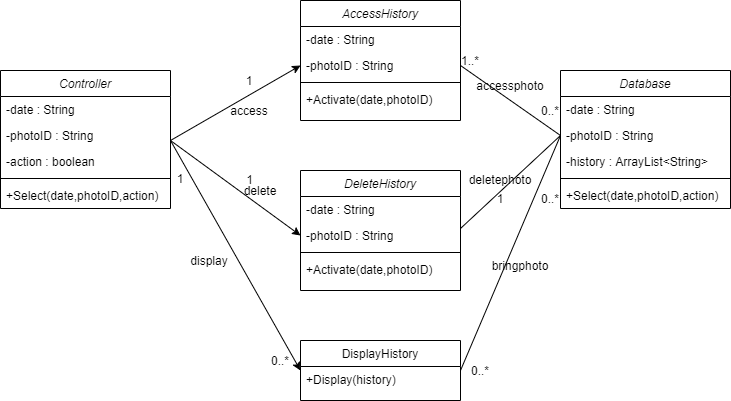 AccessHistory
-date : String
-photoID : String
+Activate(date,photoID)
Controller
-date : String
-photoID : String
-action : boolean
+Select(date,photoID,action)
1
access
1
delete
1
display
0..*
DeleteHistory
-date : String
-photoID : String
+Activate(date,photoID)
DisplayHistory
+Display(history)
1..*
accessphoto
0..*
deletephoto
1
0..*
bringphoto
0..*
Database
-date : String
-photoID : String
-history : ArrayList<String>
+Select(date,photoID,action)